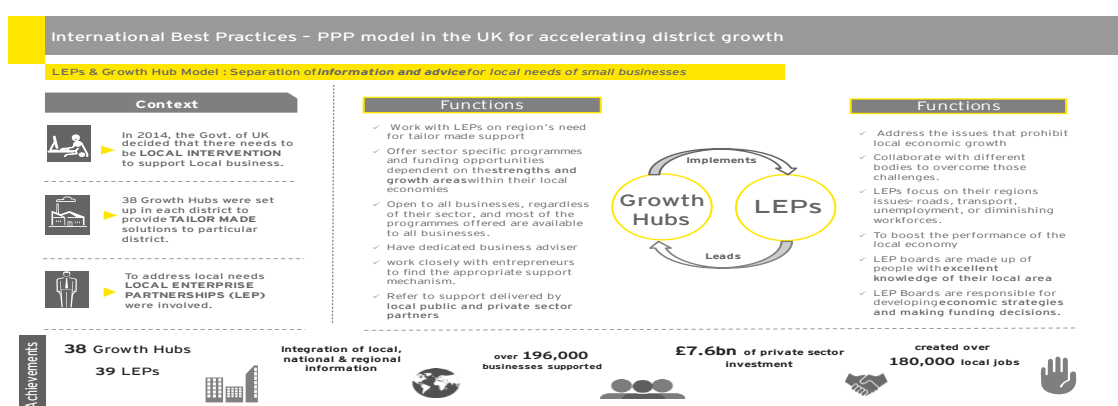 International Best Practices – PPP model in the UK for accelerating district growth
LEPs & Growth Hub Model : Separation of information and advice for local needs of small businesses
Context
In 2014, the Govt. of UK
decided that there needs to
be LOCAL INTERVENTION
to support Local business.
38 Growth Hubs were set
up in each district to
provide TAILOR MADE
solutions to particular
district.
To address local needs
LOCAL ENTERPRISE
PARTNERSHIPS (LEP)
were involved.
Functions
✓ Work with LEPs on region's need
for tailor made support
✓ Offer sector specific programmes
and funding opportunities
dependent on the strengths and
growth areas within their local
economies
✓ Open to all businesses, regardless
of their sector, and most of the
programmes offered are available
to all businesses.
✓ Have dedicated business adviser
✓ work closely with entrepreneurs
to find the appropriate support
mechanism.
✓ Refer to support delivered by
local public and private sector
partners
Implements
Growth
Hubs
LEPs
Leads
Functions
✓ Address the issues that prohibit
local economic growth
✓ Collaborate with different
bodies to overcome those
challenges.
✓ LEPs focus on their regions
issues- roads, transport,
unemployment, or diminishing
workforces.
✓ To boost the performance of the
local economy
✓ LEP boards are made up of
people with excellent
knowledge of their local area
✓ LEP Boards are responsible for
developing economic strategies
and making funding decisions.
Achievements
38 Growth Hubs
39 LEPs
Integration of local,
national & regional
information
over 196,000
businesses supported
£7.6bn of private sector
investment
created over
180,000 local jobs